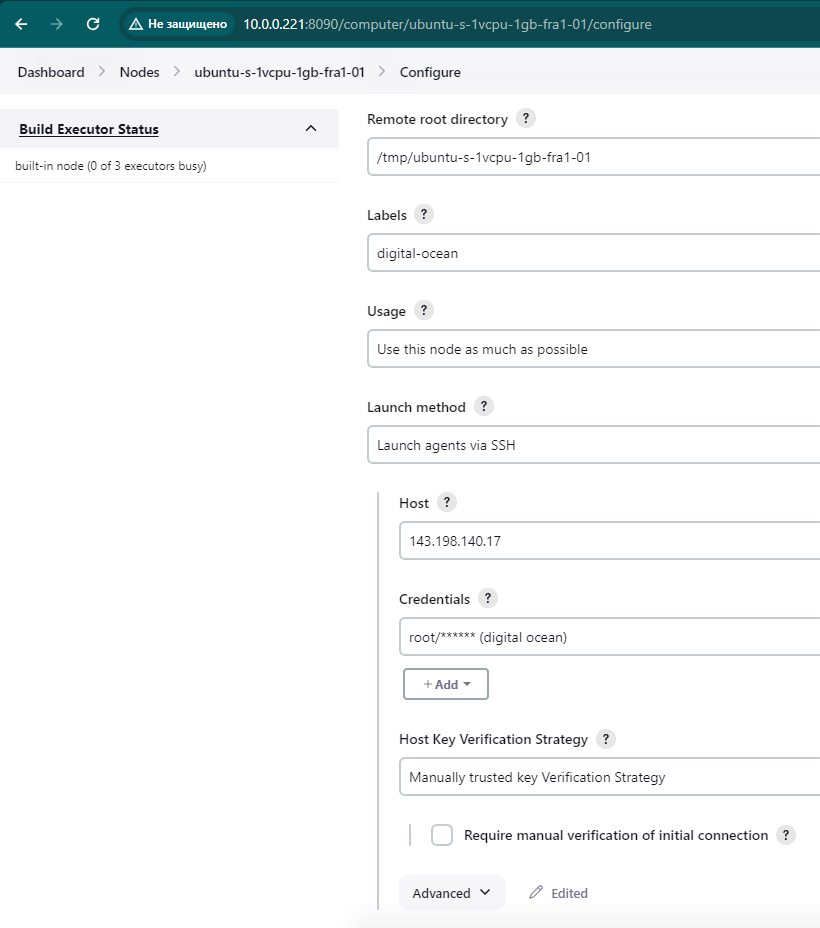 Не защищено 10.0.0.221:8090/computer/ubuntu-s-1vcpu-1gb-fra1-01/configure
Dashboard > Nodes > ubuntu-s-1vcpu-1gb-fra1-01 > Configure
Build Executor Status
built-in node (0 of 3 executors busy)
Remote root directory ?
/tmp/ubuntu-s-1vcpu-1gb-fra1-01
Labels ?
digital-ocean
Usage ?
Use this node as much as possible
Launch method ?
Launch agents via SSH
Host ?
143.198.140.17
Credentials ?
root/****** (digital ocean)
+ Add
Host Key Verification Strategy ?
Manually trusted key Verification Strategy
Require manual verification of initial connection ?
Advanced Edited